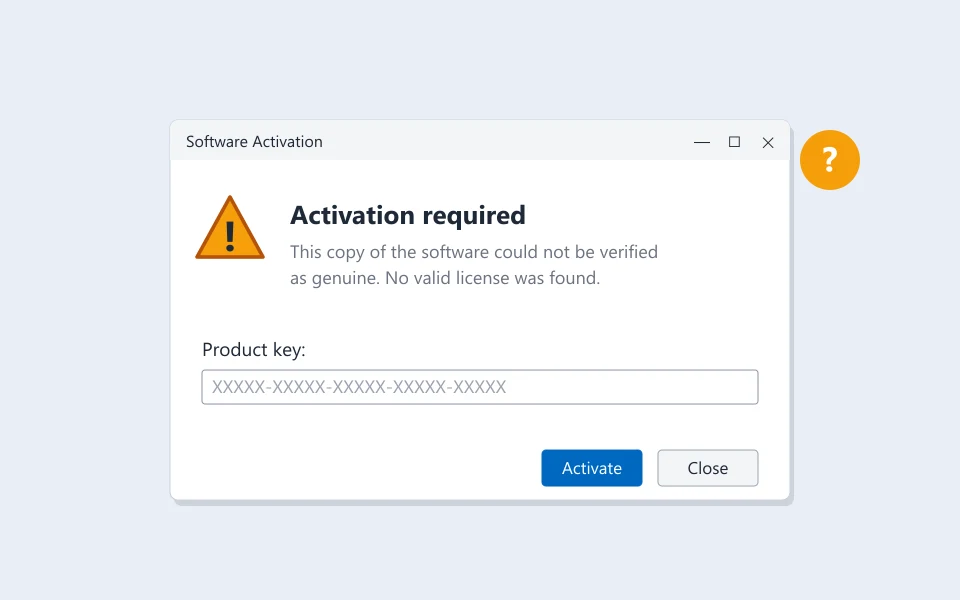 Software Activation
?
!
Activation required
This copy of the software could not be verified
as genuine. No valid license was found.
Product key:
XXXXX-XXXXX-XXXXX-XXXXX-XXXXX
Activate
Close